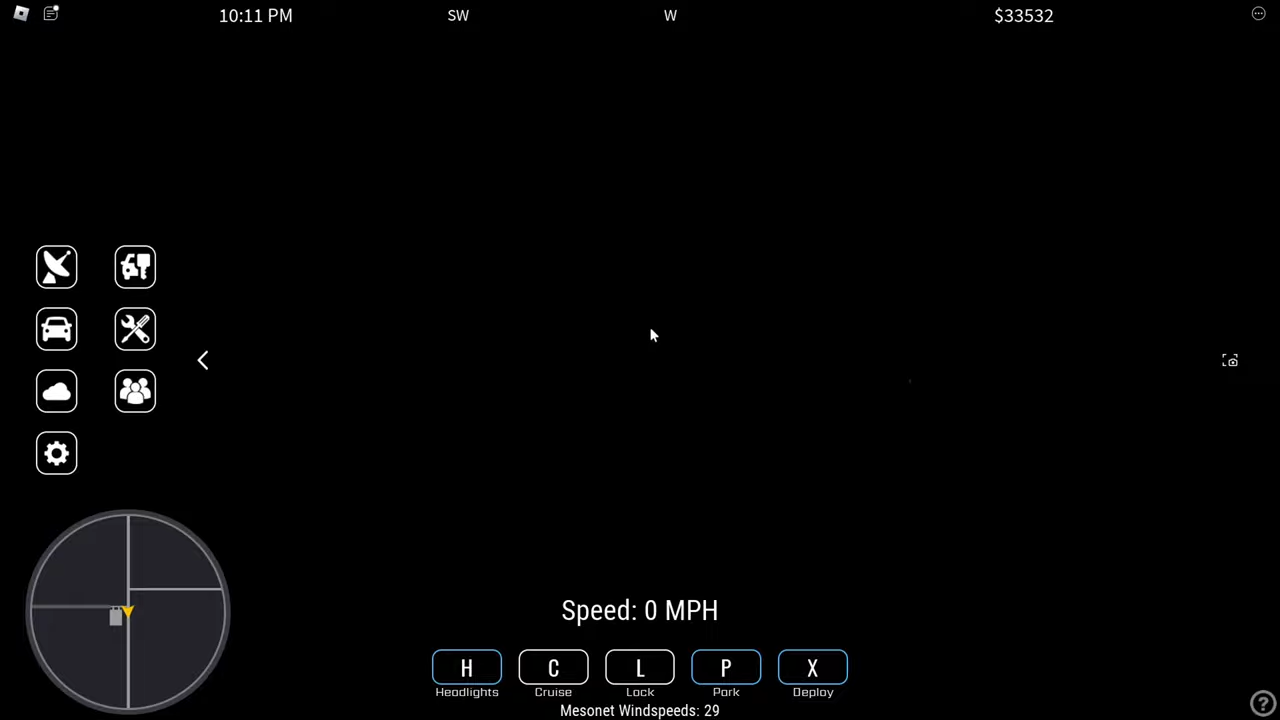 10:11 PM SW W $33532
Speed: 0 MPH
H C L P X
Headlights Cruise Lock Park Deploy
Mesonet Windspeeds: 29
?